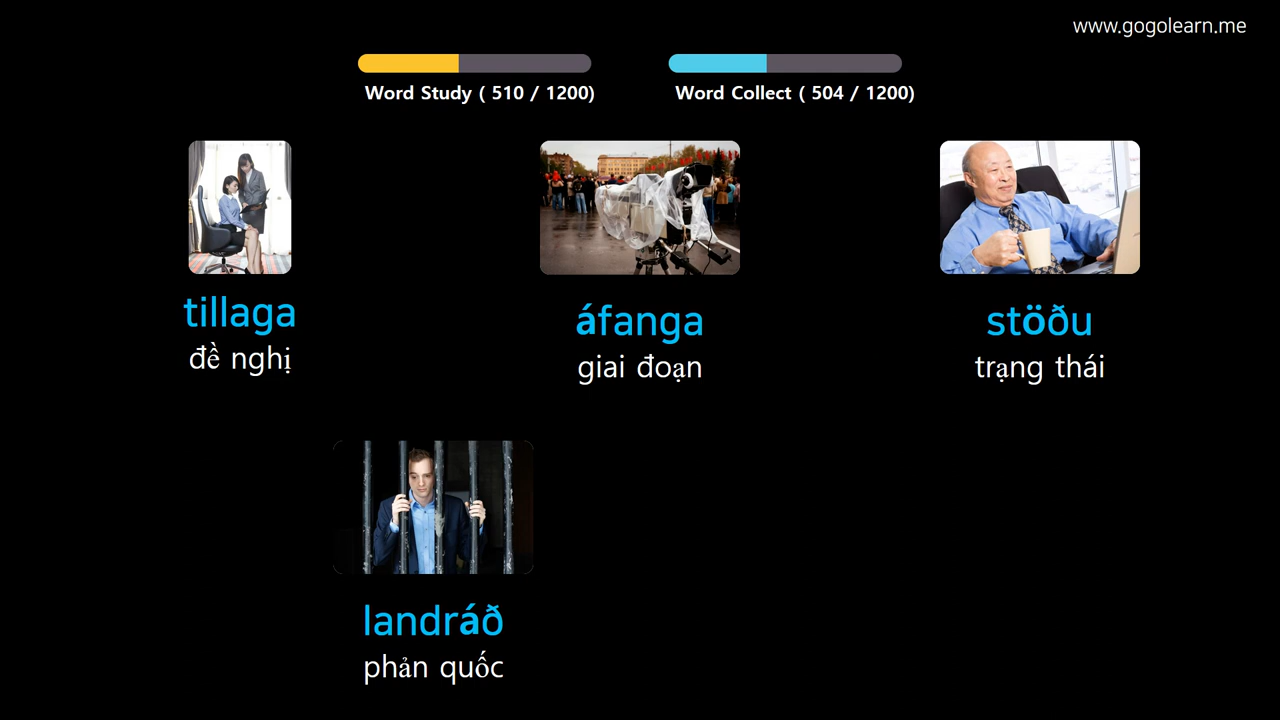 www.gogolearn.me
Word Study ( 510 / 1200)
Word Collect ( 504 / 1200)
tillaga
đề nghị
áfanga
giai đoạn
stöðu
trạng thái
landráð
phản quốc